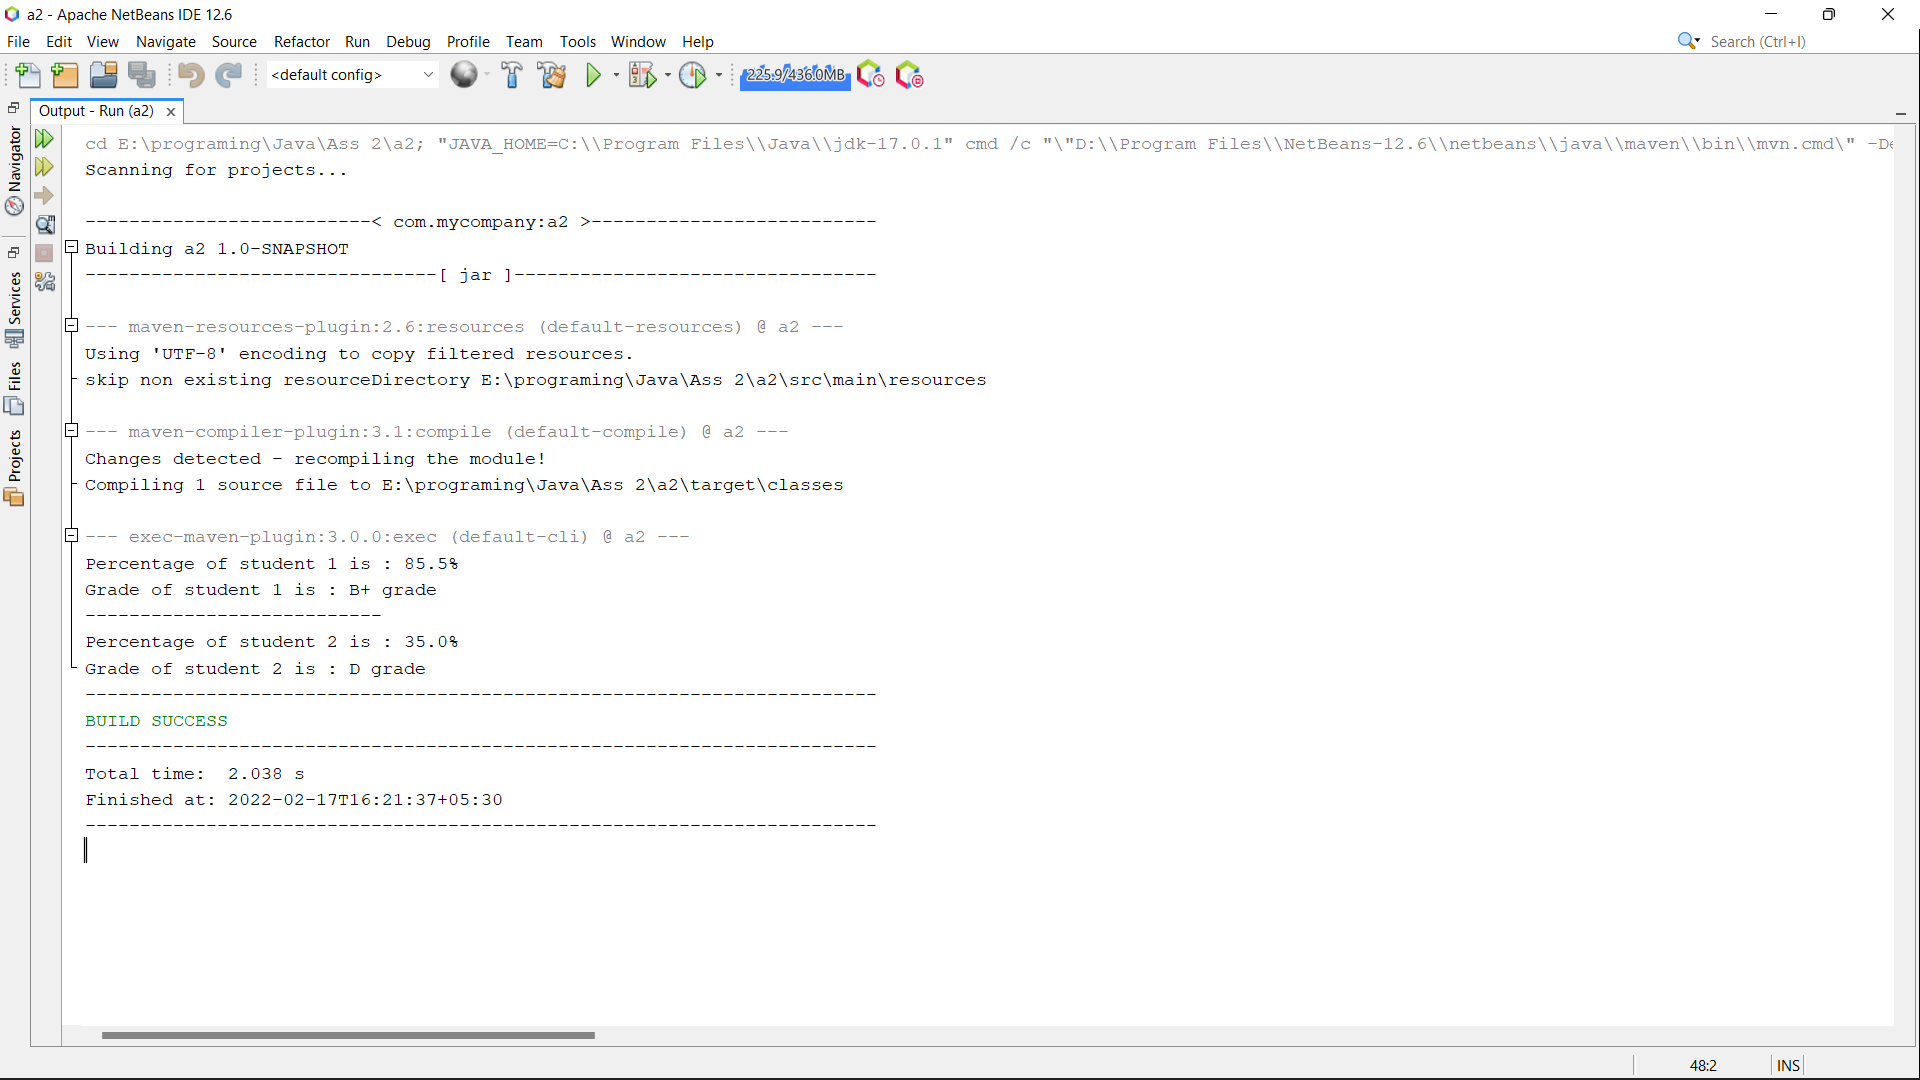 a2 - Apache NetBeans IDE 12.6
File Edit View Navigate Source Refactor Run Debug Profile Team Tools Window Help
Search (Ctrl+I)
<default config>
225.9/436.0MB
Output - Run (a2)
Navigator
Services
Files
Projects
cd E:\programing\Java\Ass 2\a2; "JAVA_HOME=C:\\Program Files\\Java\\jdk-17.0.1" cmd /c "\"D:\\Program Files\\NetBeans-12.6\\netbeans\\java\\maven\\bin\\mvn.cmd\" -De
Scanning for projects...
--------------------------< com.mycompany:a2 >--------------------------
Building a2 1.0-SNAPSHOT
--------------------------------[ jar ]---------------------------------
--- maven-resources-plugin:2.6:resources (default-resources) @ a2 ---
Using 'UTF-8' encoding to copy filtered resources.
skip non existing resourceDirectory E:\programing\Java\Ass 2\a2\src\main\resources
--- maven-compiler-plugin:3.1:compile (default-compile) @ a2 ---
Changes detected - recompiling the module!
Compiling 1 source file to E:\programing\Java\Ass 2\a2\target\classes
--- exec-maven-plugin:3.0.0:exec (default-cli) @ a2 ---
Percentage of student 1 is : 85.5%
Grade of student 1 is : B+ grade
---------------------------
Percentage of student 2 is : 35.0%
Grade of student 2 is : D grade
------------------------------------------------------------------------
BUILD SUCCESS
------------------------------------------------------------------------
Total time:  2.038 s
Finished at: 2022-02-17T16:21:37+05:30
------------------------------------------------------------------------
48:2 INS